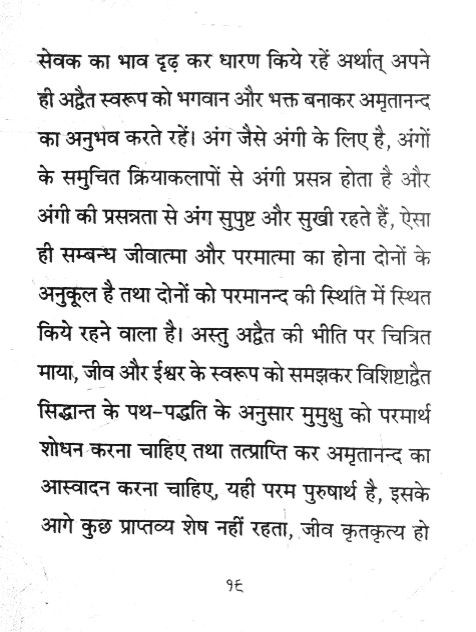 सेवक का भाव दृढ़ कर धारण किये रहें अर्थात् अपने
ही अद्वैत स्वरूप को भगवान और भक्त बनाकर अमृतानन्द
का अनुभव करते रहें। अंग जैसे अंगी के लिए है, अंगों
के समुचित क्रियाकलापों से अंगी प्रसन्न होता है और
अंगी की प्रसन्नता से अंग सुपुष्ट और सुखी रहते हैं, ऐसा
ही सम्बन्ध जीवात्मा और परमात्मा का होना दोनों के
अनुकूल है तथा दोनों को परमानन्द की स्थिति में स्थित
किये रहने वाला है। अस्तु अद्वैत की भीति पर चित्रित
माया, जीव और ईश्वर के स्वरूप को समझकर विशिष्टाद्वैत
सिद्धान्त के पथ-पद्धति के अनुसार मुमुक्षु को परमार्थ
शोधन करना चाहिए तथा तत्प्राप्ति कर अमृतानन्द का
आस्वादन करना चाहिए, यही परम पुरुषार्थ है, इसके
आगे कुछ प्राप्तव्य शेष नहीं रहता, जीव कृतकृत्य हो
१९